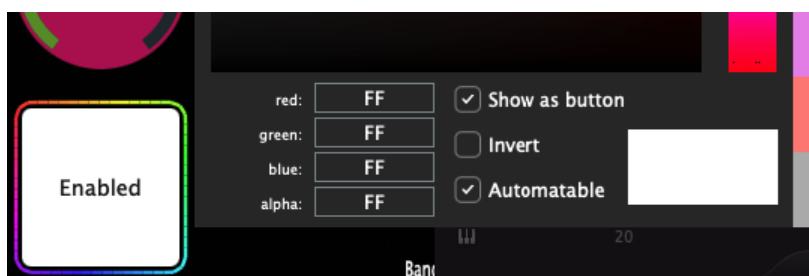 red: FF
Show as button
green: FF
Invert
blue: FF
Enabled
Automatable
alpha: FF
20